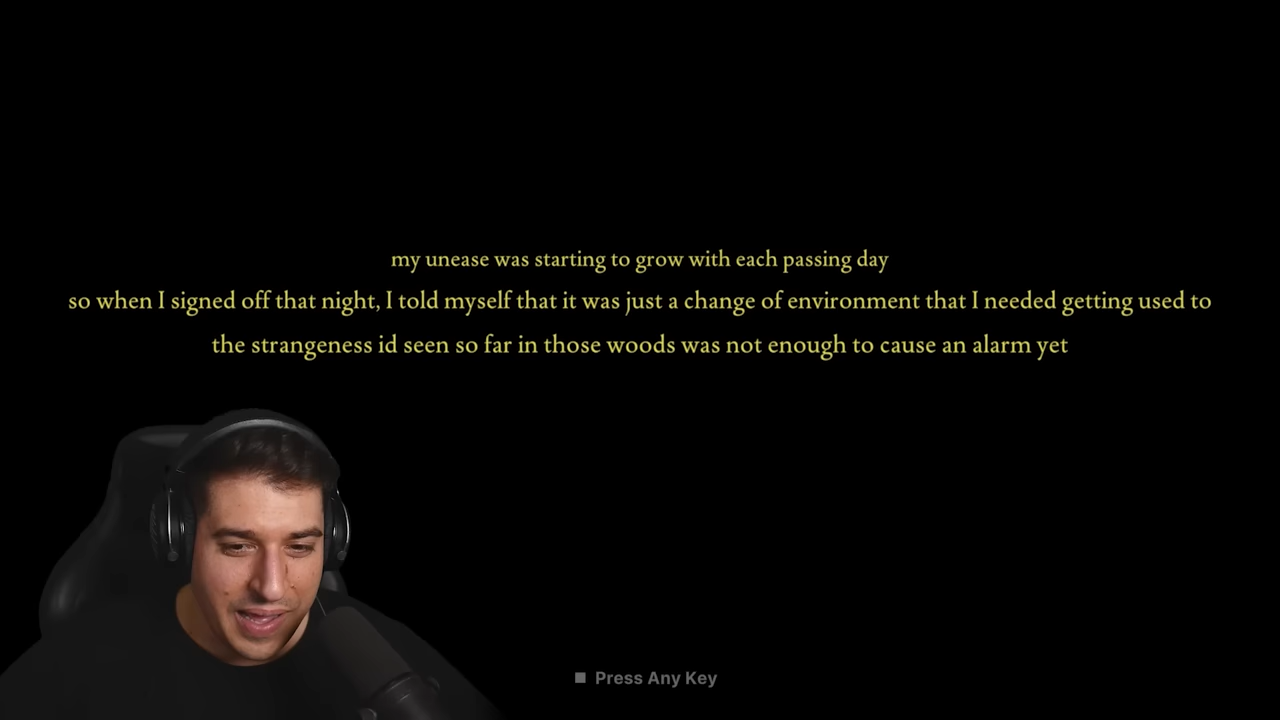 my unease was starting to grow with each passing day
so when I signed off that night, I told myself that it was just a change of environment that I needed getting used to
the strangeness id seen so far in those woods was not enough to cause an alarm yet
Press Any Key